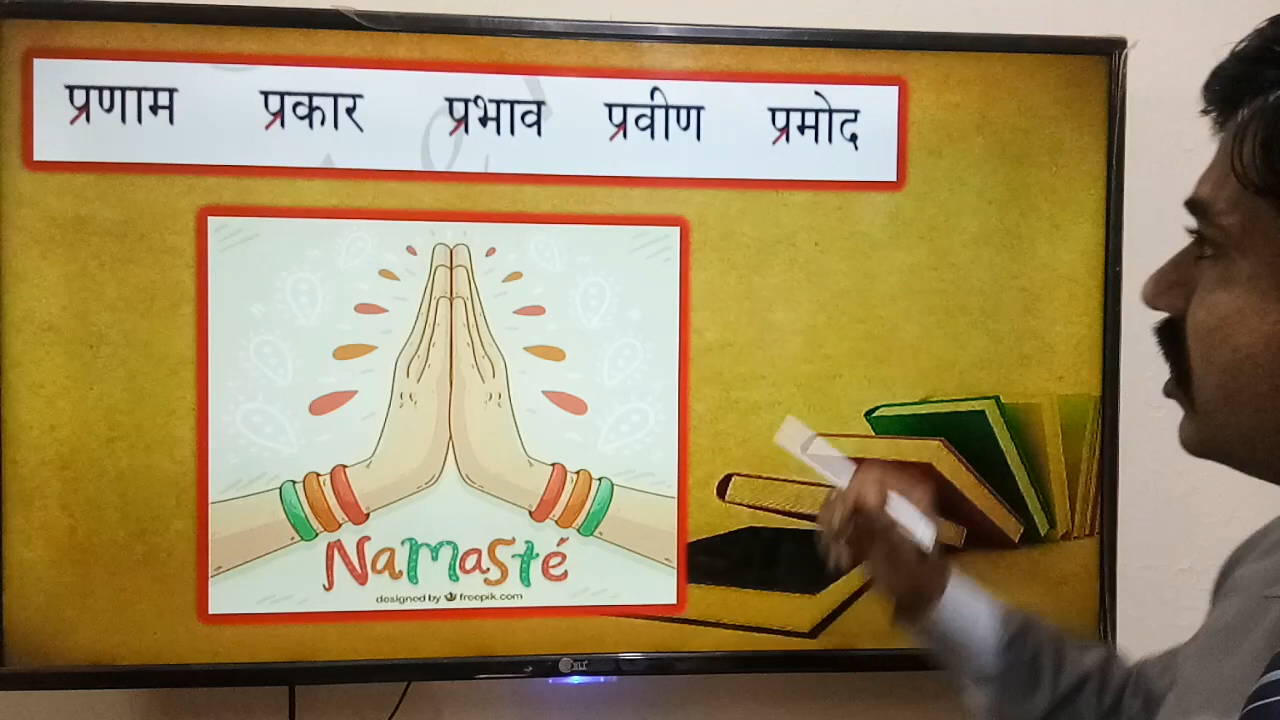 प्रणाम प्रकार प्रभाव प्रवीण प्रमोद
Namasté
designed by freepik.com